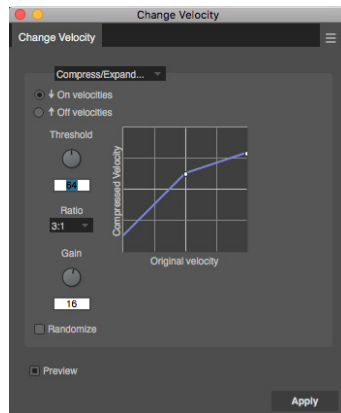 Change Velocity
Change Velocity
Compress/Expand...
On velocities
Off velocities
Threshold
64
Ratio
3:1
Gain
16
Compressed Velocity
Original velocity
Randomize
Preview
Apply